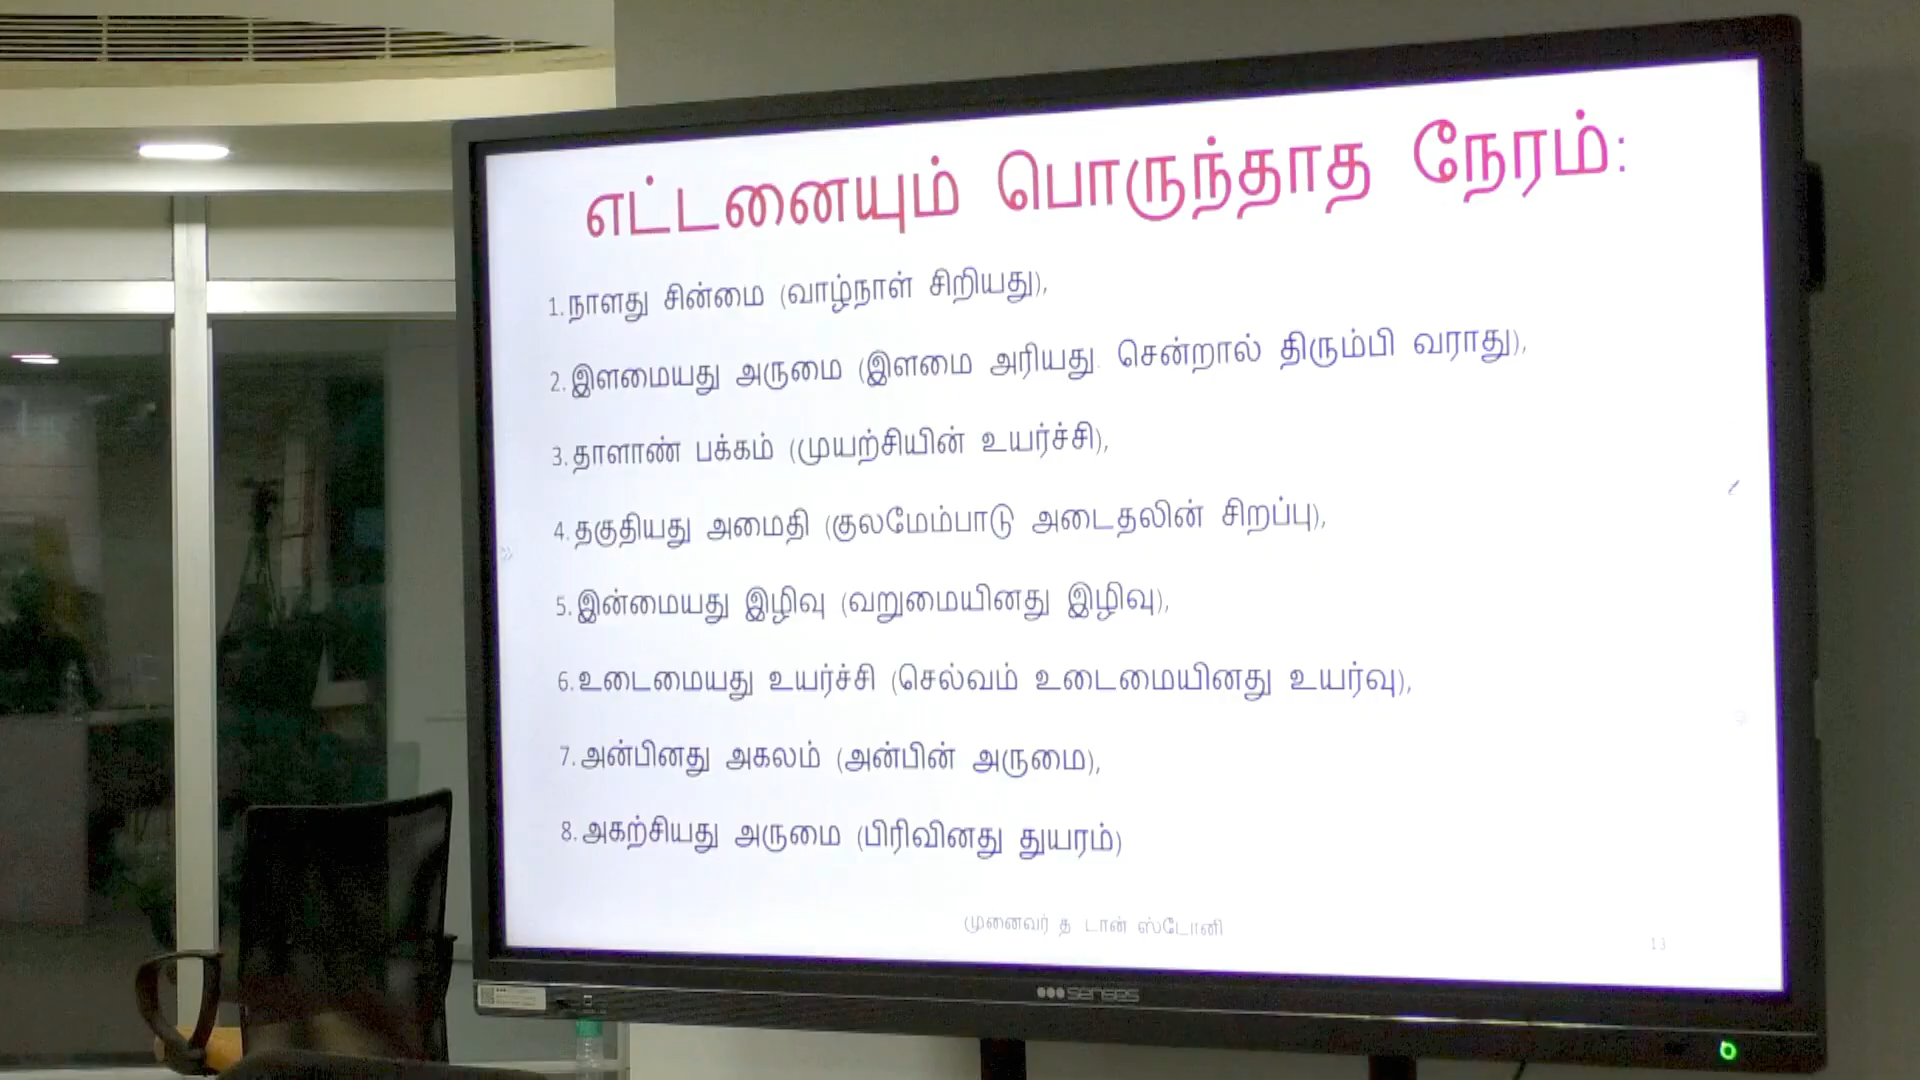 எட்டனையும் பொருந்தாத நேரம்:
1. நாளது சின்மை (வாழ்நாள் சிறியது),
2. இளமையது அருமை (இளமை அரியது. சென்றால் திரும்பி வராது),
3. தாளாண் பக்கம் (முயற்சியின் உயர்ச்சி),
4. தகுதியது அமைதி (குலமேம்பாடு அடைதலின் சிறப்பு),
5. இன்மையது இழிவு (வறுமையினது இழிவு),
6. உடைமையது உயர்ச்சி (செல்வம் உடைமையினது உயர்வு),
7. அன்பினது அகலம் (அன்பின் அருமை),
8. அகற்சியது அருமை (பிரிவினது துயரம்)
முனைவர் த டான் ஸ்டோனி
13
senses